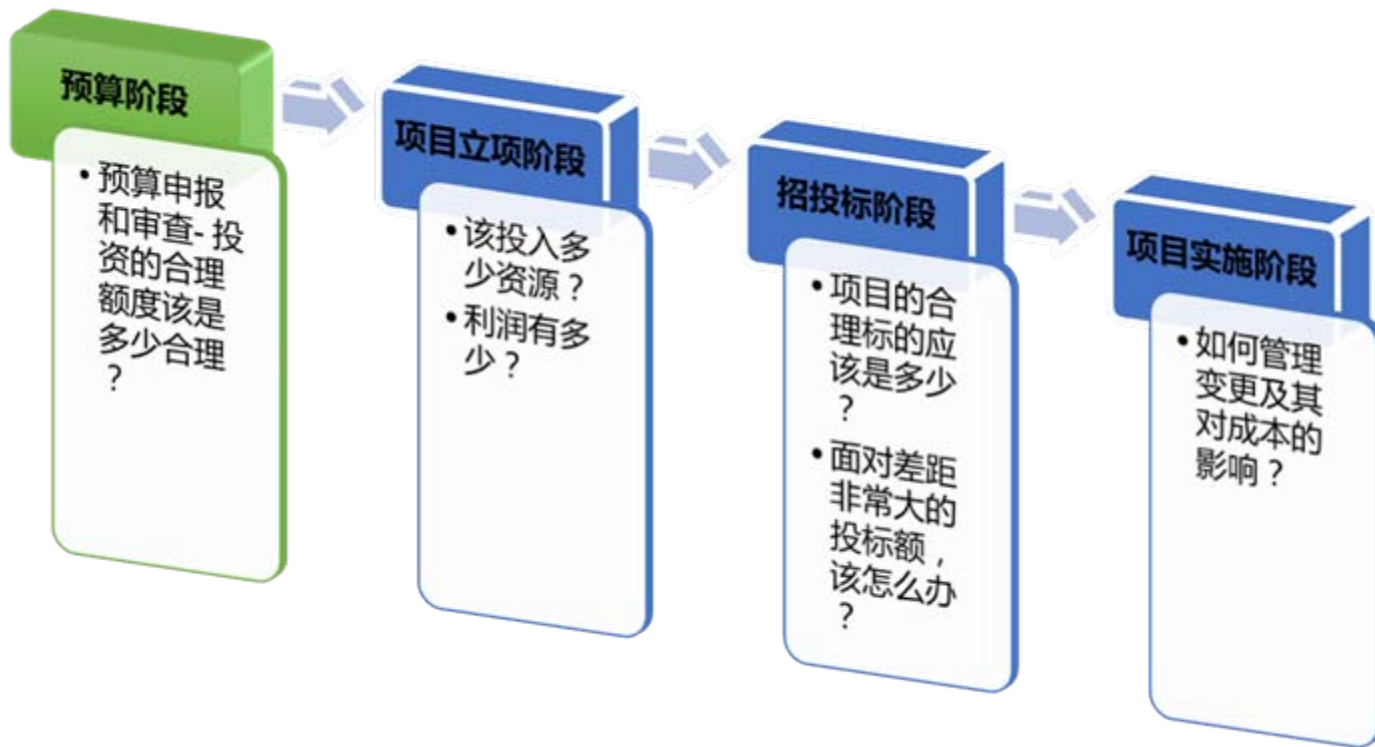 预算阶段
• 预算申报
和审查- 投
资的合理
额度该是
多少合理
？
项目立项阶段
• 该投入多
少资源？
• 利润有多
少？
招投标阶段
• 项目的合
理标的应
该是多少
？
• 面对差距
非常大的
投标额，
该怎么办
？
项目实施阶段
• 如何管理
变更及其
对成本的
影响？